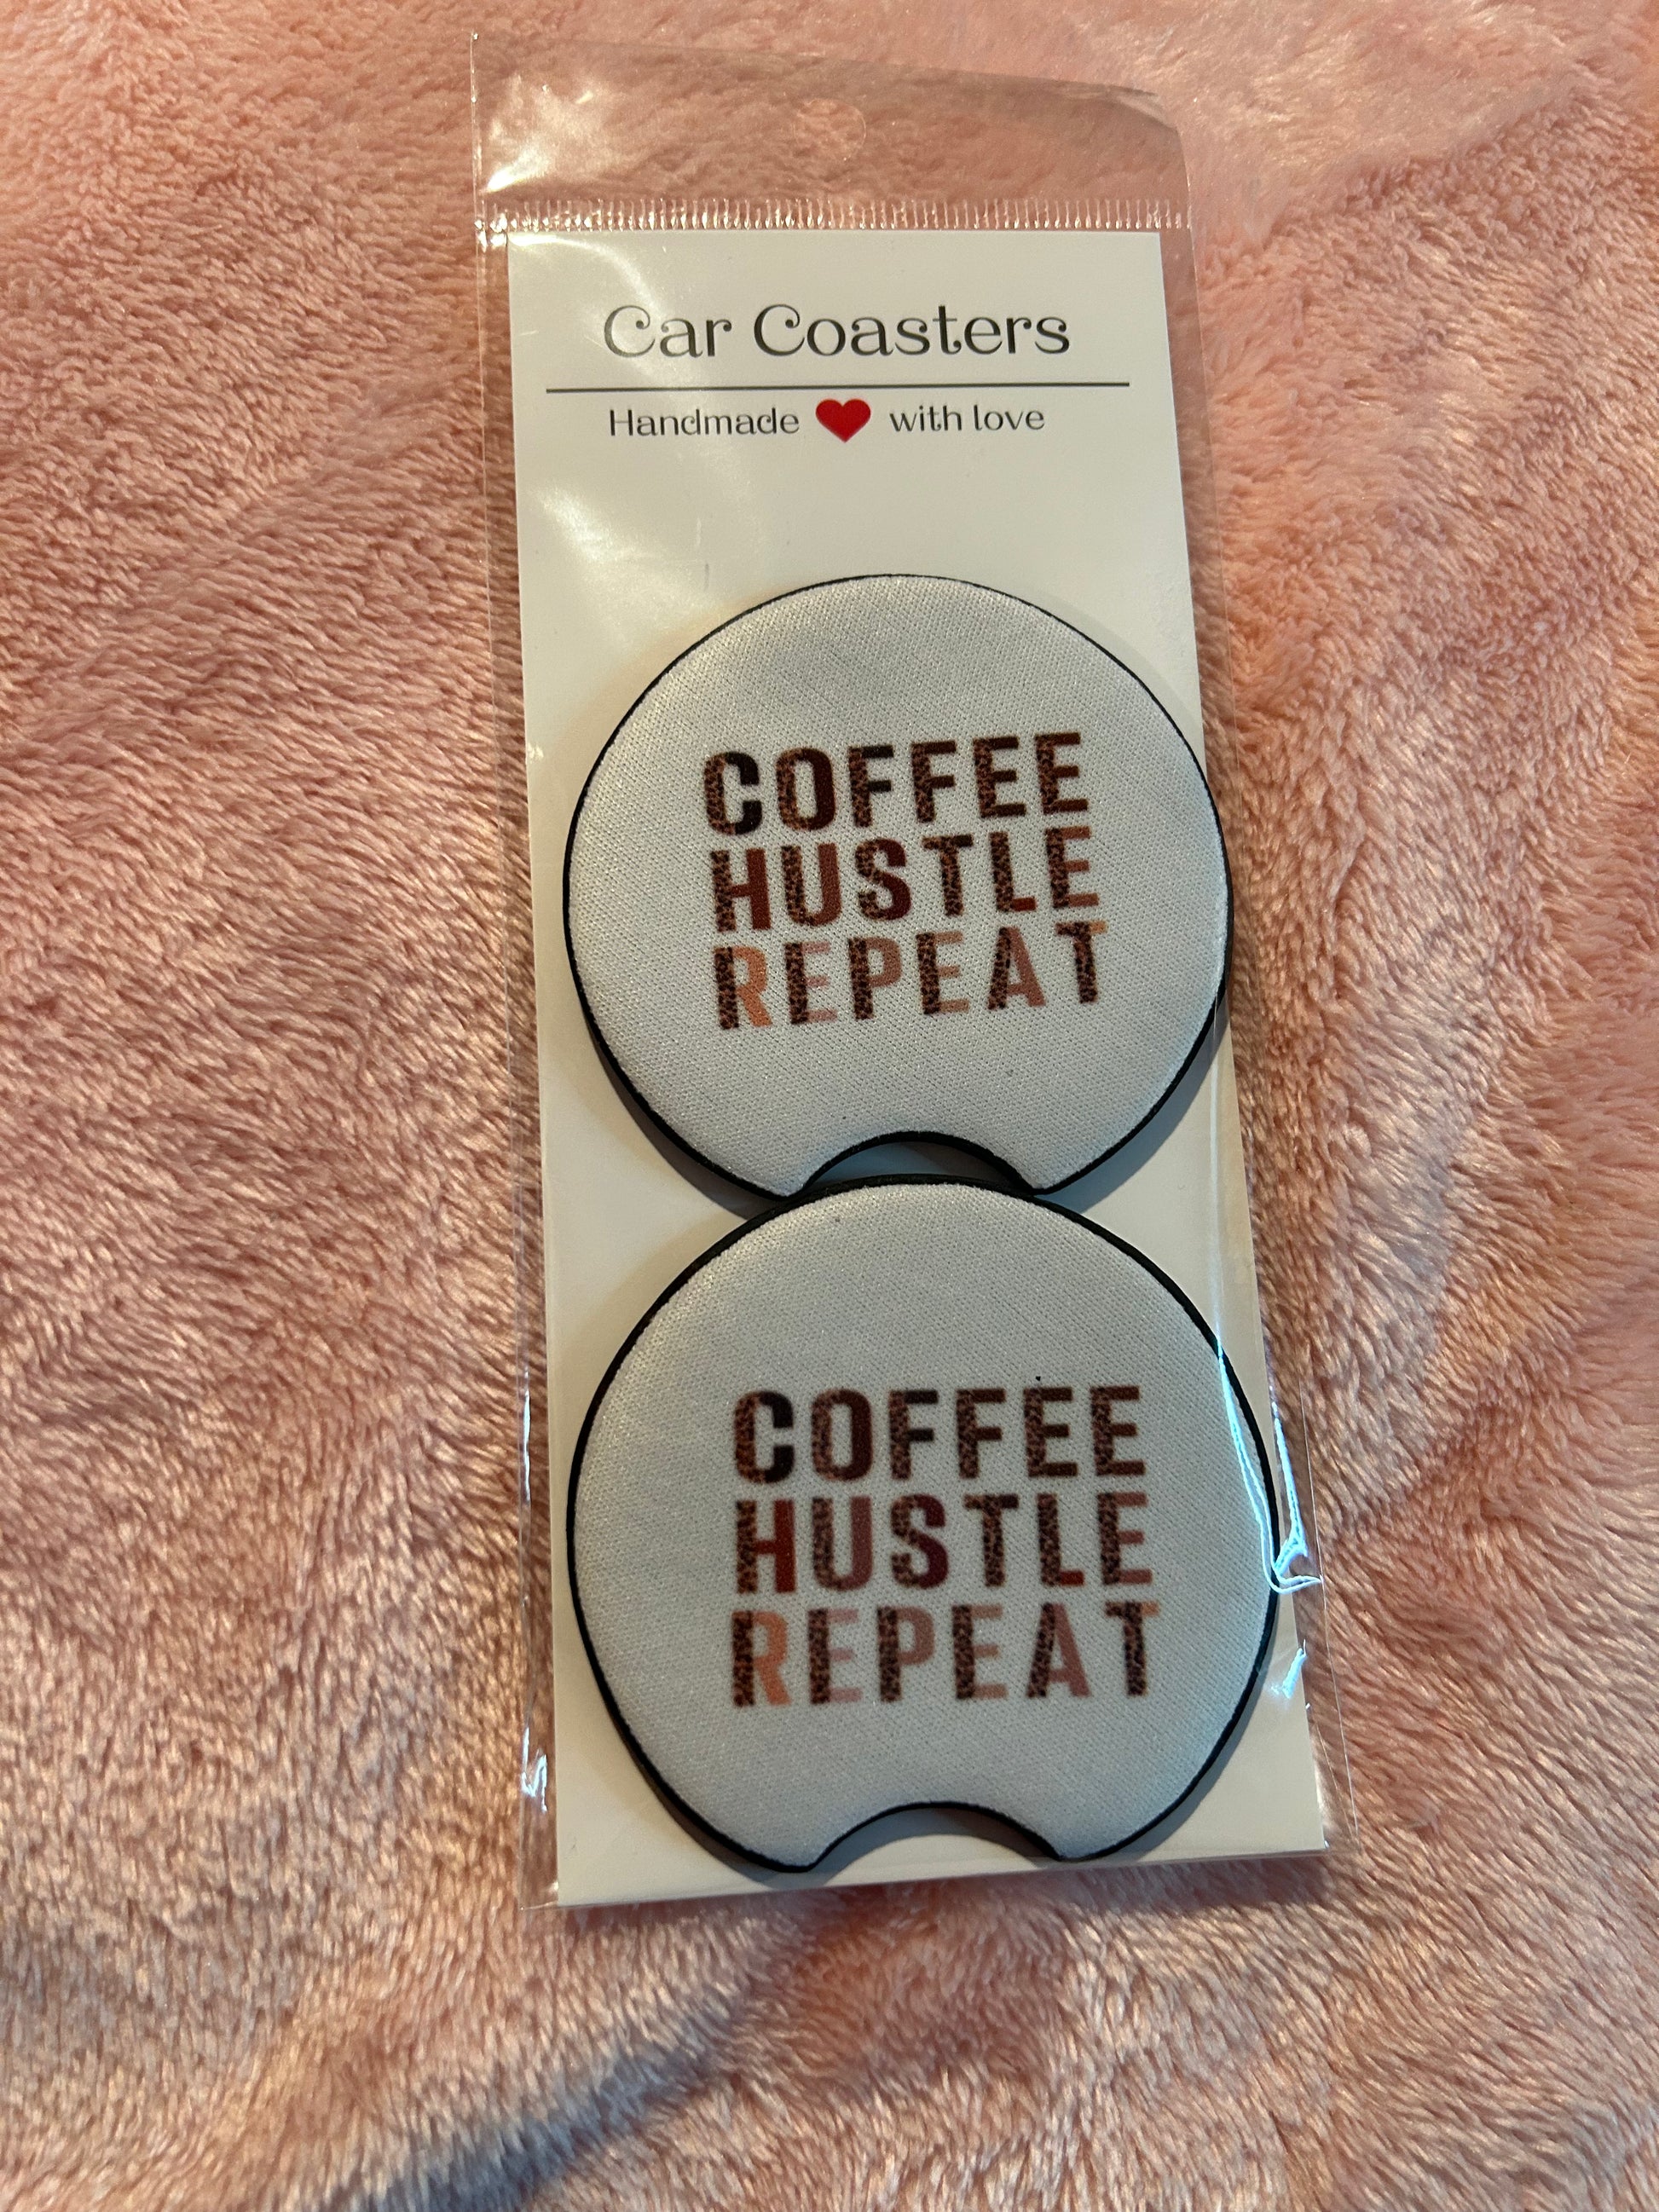 Car Coasters
Handmade ❤ with love
COFFEE
HUSTLE
REPEAT
COFFEE
HUSTLE
REPEAT